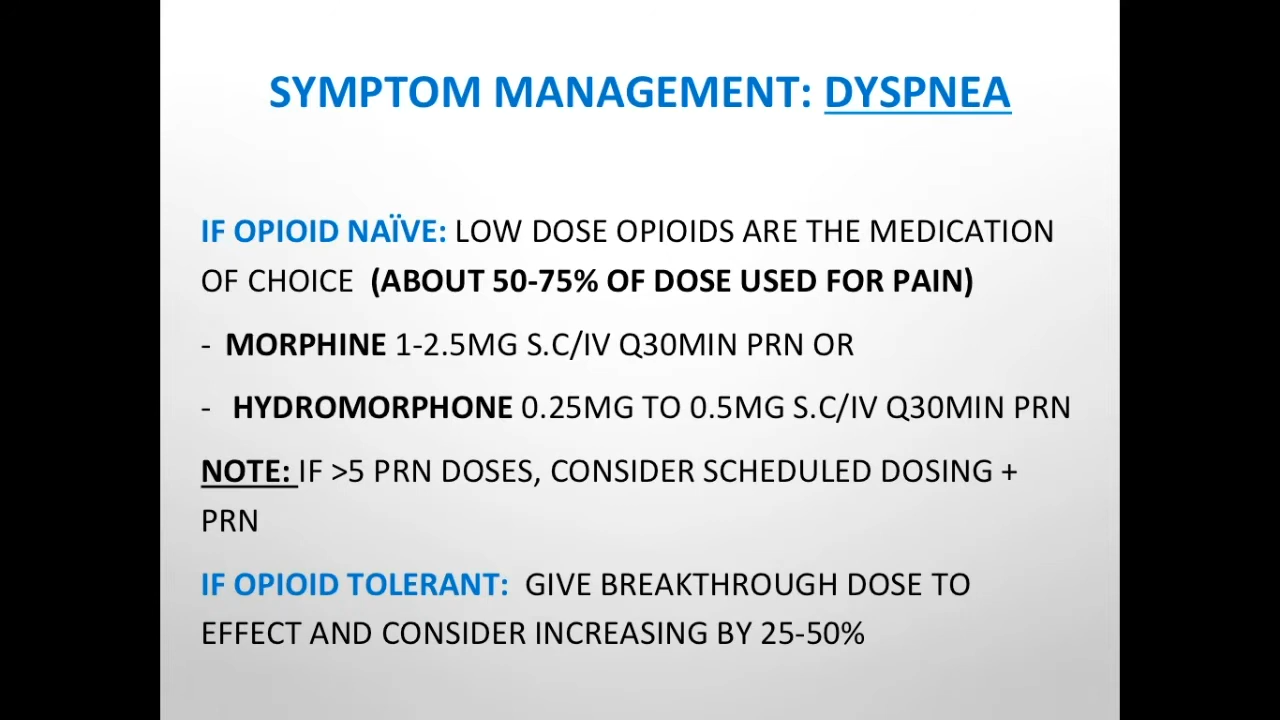 SYMPTOM MANAGEMENT: DYSPNEA
IF OPIOID NAÏVE: LOW DOSE OPIOIDS ARE THE MEDICATION
OF CHOICE (ABOUT 50-75% OF DOSE USED FOR PAIN)
- MORPHINE 1-2.5MG S.C/IV Q30MIN PRN OR
- HYDROMORPHONE 0.25MG TO 0.5MG S.C/IV Q30MIN PRN
NOTE: IF >5 PRN DOSES, CONSIDER SCHEDULED DOSING +
PRN
IF OPIOID TOLERANT: GIVE BREAKTHROUGH DOSE TO
EFFECT AND CONSIDER INCREASING BY 25-50%